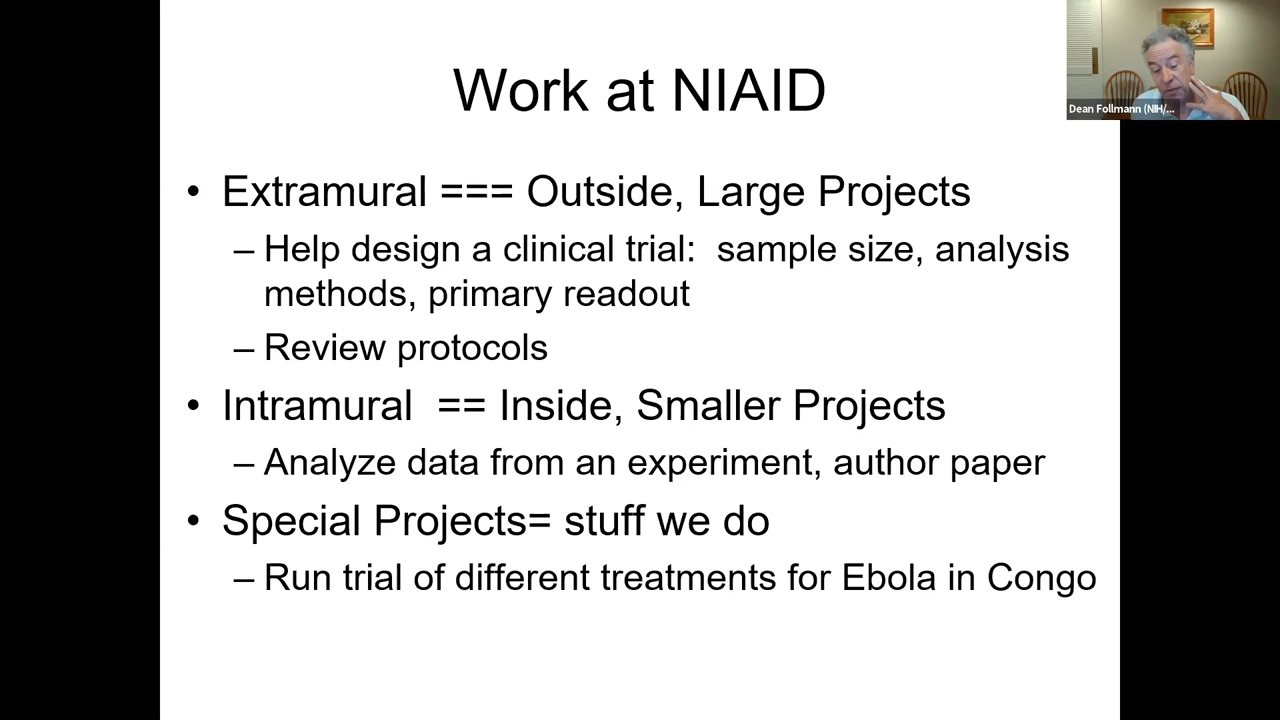 Work at NIAID
Dean Follmann (NIH/...
• Extramural === Outside, Large Projects
– Help design a clinical trial:  sample size, analysis
methods, primary readout
– Review protocols
• Intramural  == Inside, Smaller Projects
– Analyze data from an experiment, author paper
• Special Projects= stuff we do
– Run trial of different treatments for Ebola in Congo